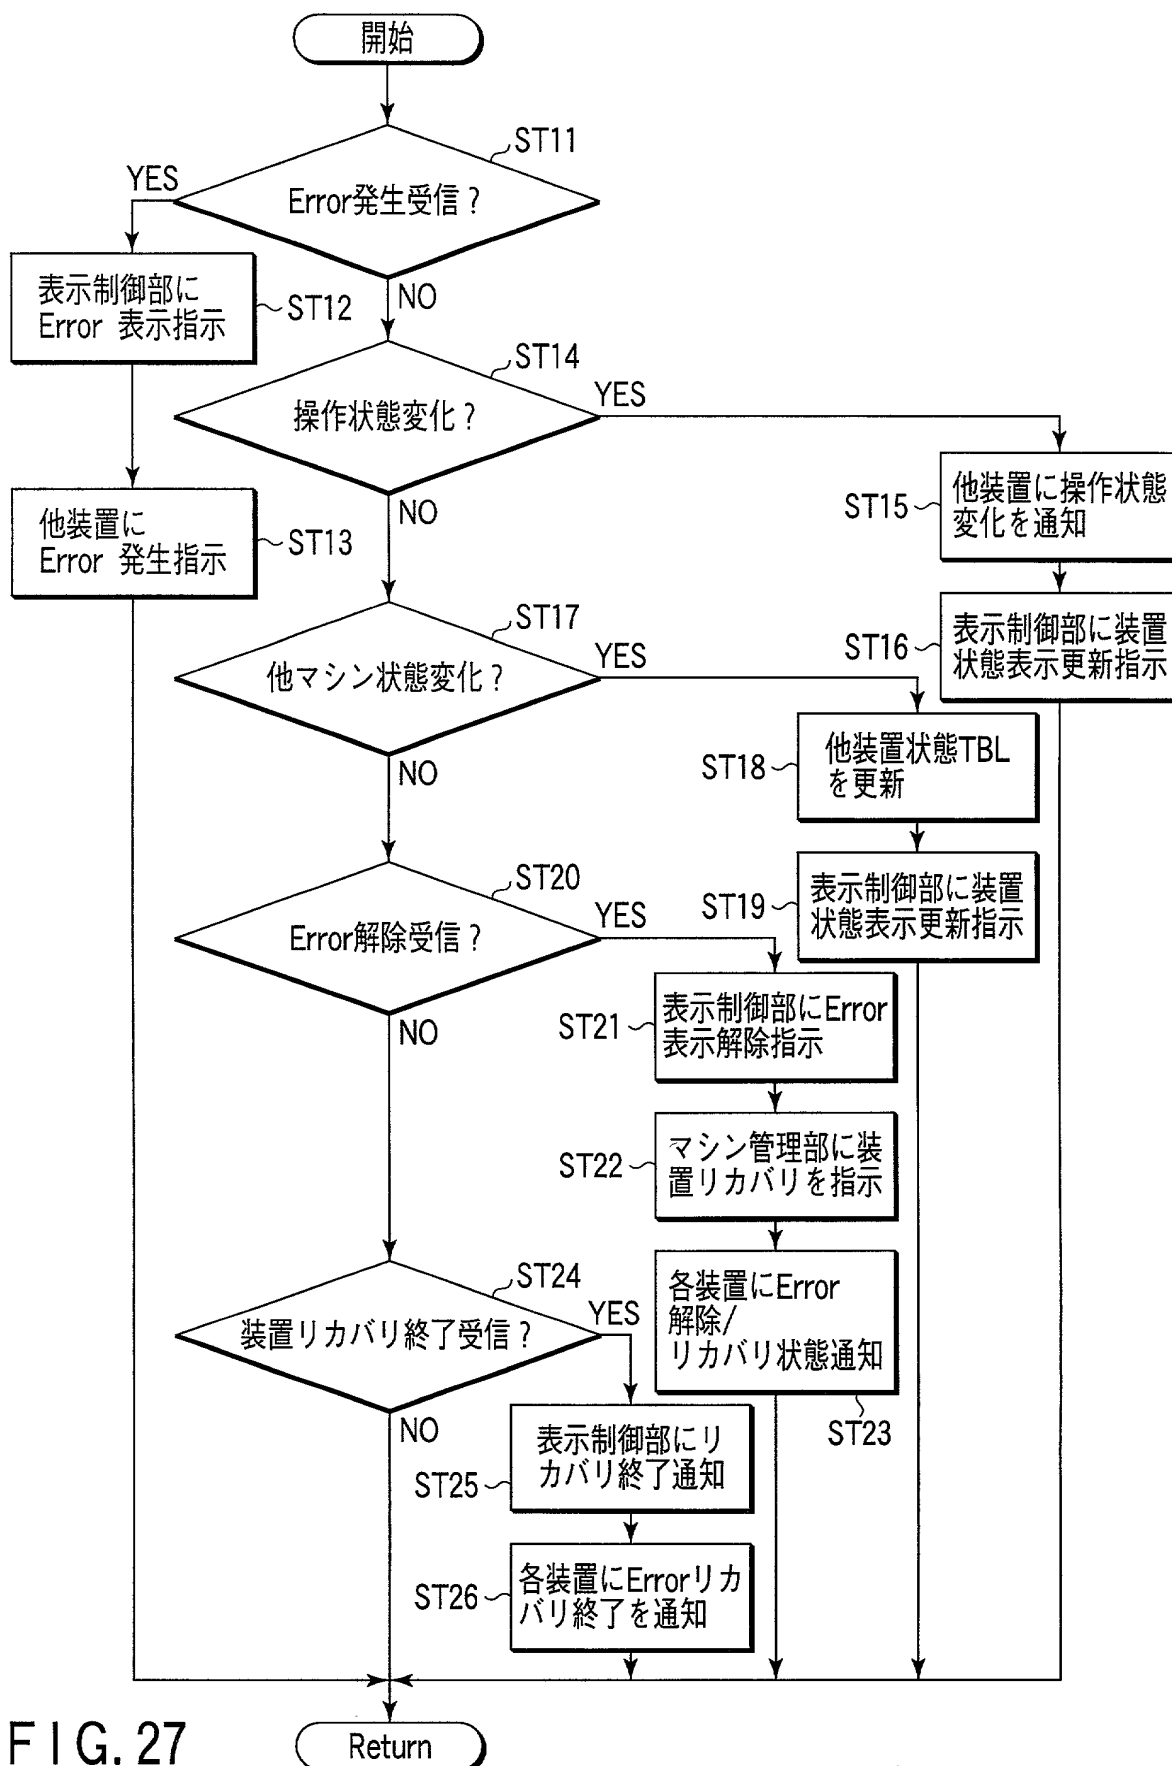 開始
ST11
YES
Error発生受信？
NO
表示制御部に
Error 表示指示
ST12
ST14
YES
操作状態変化？
NO
他装置に
Error 発生指示
ST13
ST15
他装置に操作状態
変化を通知
ST17
YES
他マシン状態変化？
NO
ST16
表示制御部に装置
状態表示更新指示
ST18
他装置状態TBL
を更新
ST20
YES
Error解除受信？
NO
ST19
表示制御部に装置
状態表示更新指示
ST21
表示制御部にError
表示解除指示
ST22
マシン管理部に装
置リカバリを指示
ST24
YES
装置リカバリ終了受信？
NO
各装置にError
解除/
リカバリ状態通知
ST23
ST25
表示制御部にリ
カバリ終了通知
ST26
各装置にErrorリカ
バリ終了を通知
Return
FIG. 27